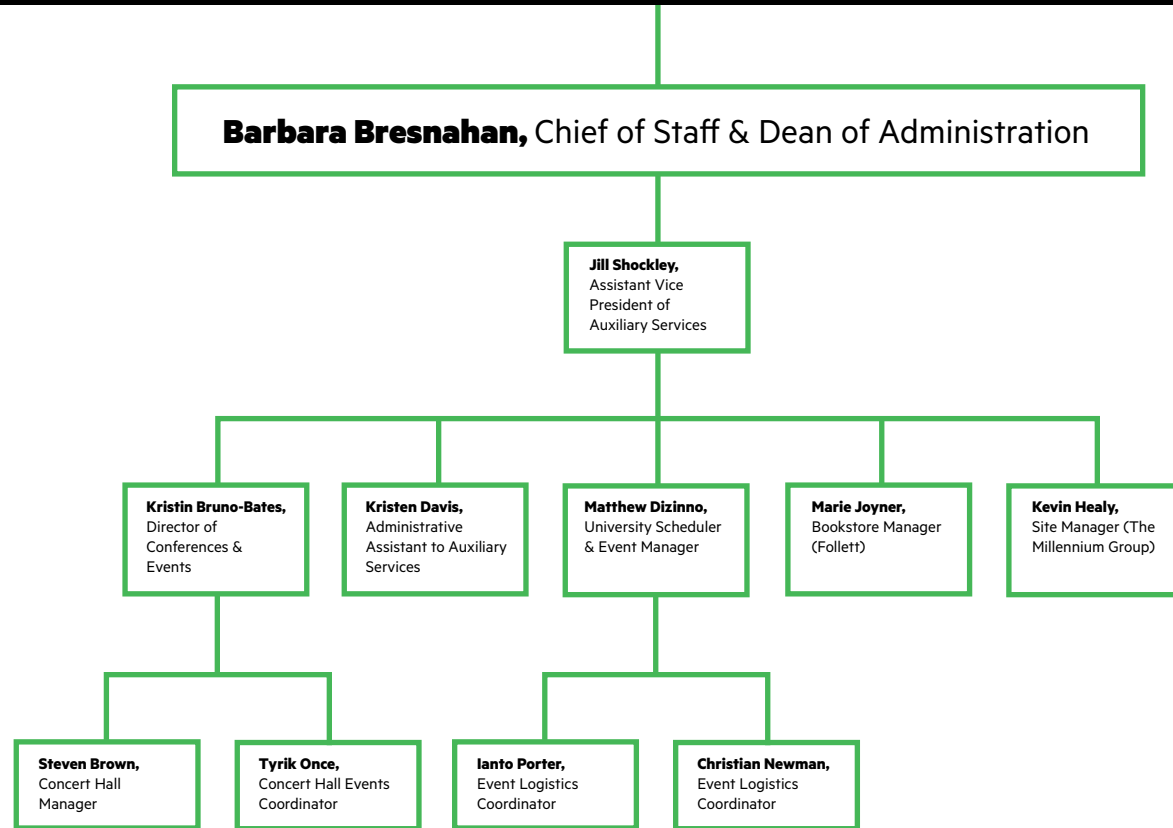 Barbara Bresnahan, Chief of Staff & Dean of Administration
Jill Shockley,
Assistant Vice
President of
Auxiliary Services
Kristin Bruno-Bates,
Director of
Conferences &
Events
Kristen Davis,
Administrative
Assistant to Auxiliary
Services
Matthew Dizinno,
University Scheduler
& Event Manager
Marie Joyner,
Bookstore Manager
(Follett)
Kevin Healy,
Site Manager (The
Millennium Group)
Steven Brown,
Concert Hall
Manager
Tyrik Once,
Concert Hall Events
Coordinator
Ianto Porter,
Event Logistics
Coordinator
Christian Newman,
Event Logistics
Coordinator